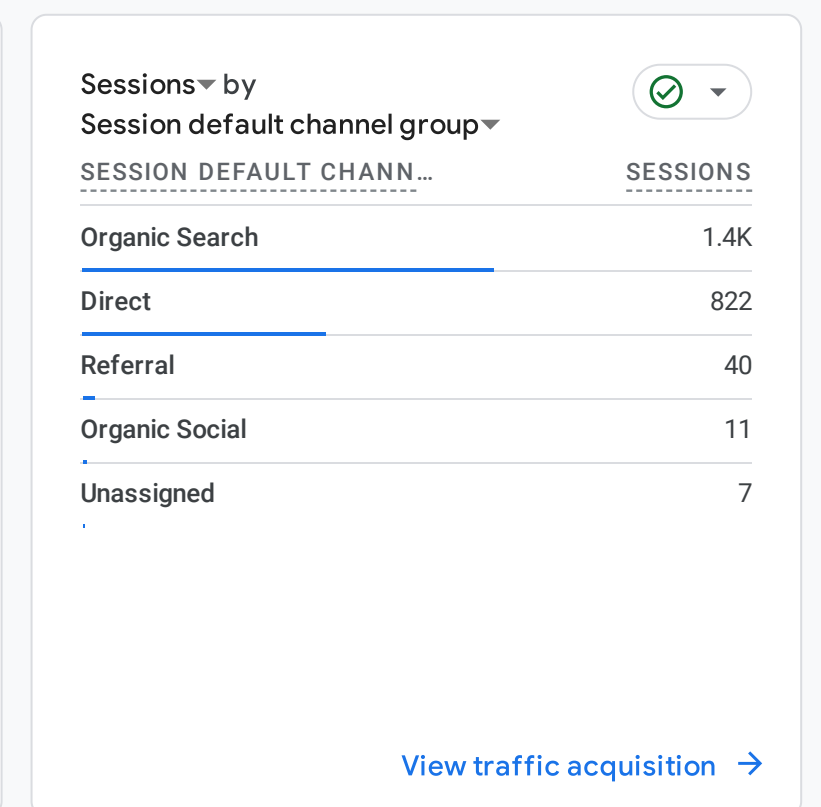 Sessions by
Session default channel group
SESSION DEFAULT CHANN…
SESSIONS
Organic Search
1.4K
Direct
822
Referral
40
Organic Social
11
Unassigned
7
View traffic acquisition